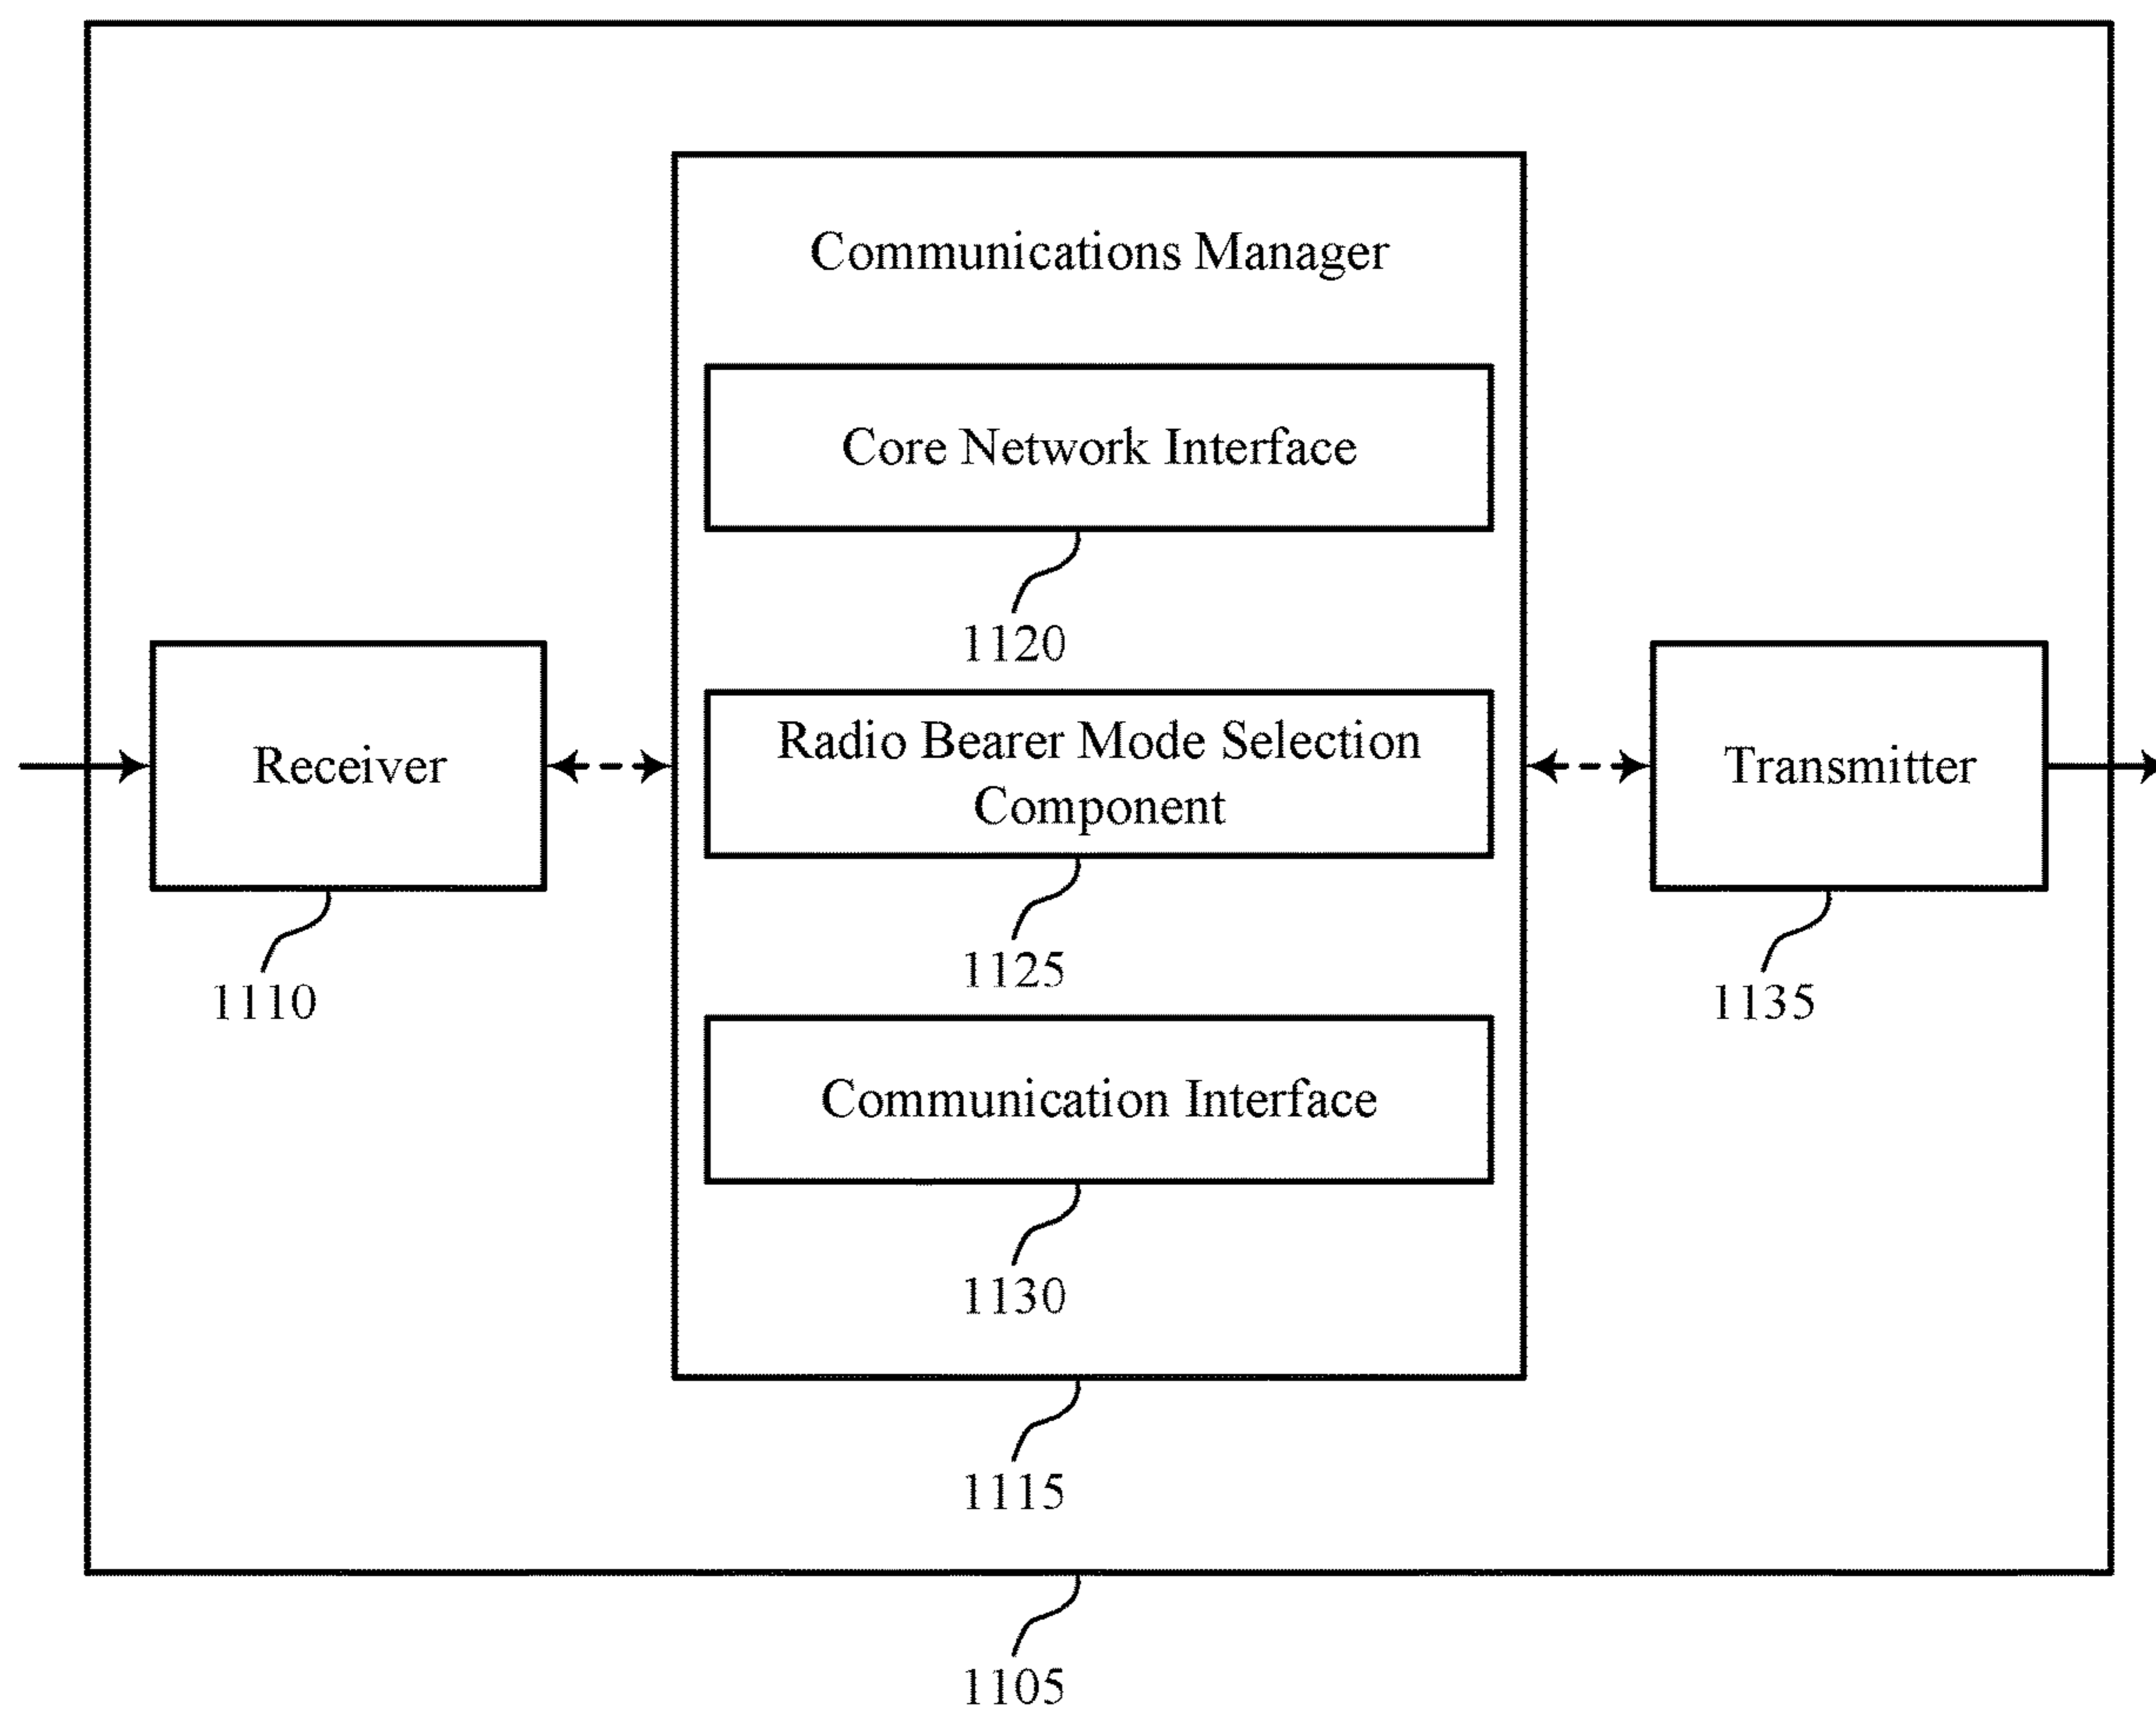 Communications Manager
Core Network Interface
1120
Receiver
1110
Radio Bearer Mode Selection
Component
1125
Transmitter
1135
Communication Interface
1130
1115
1105